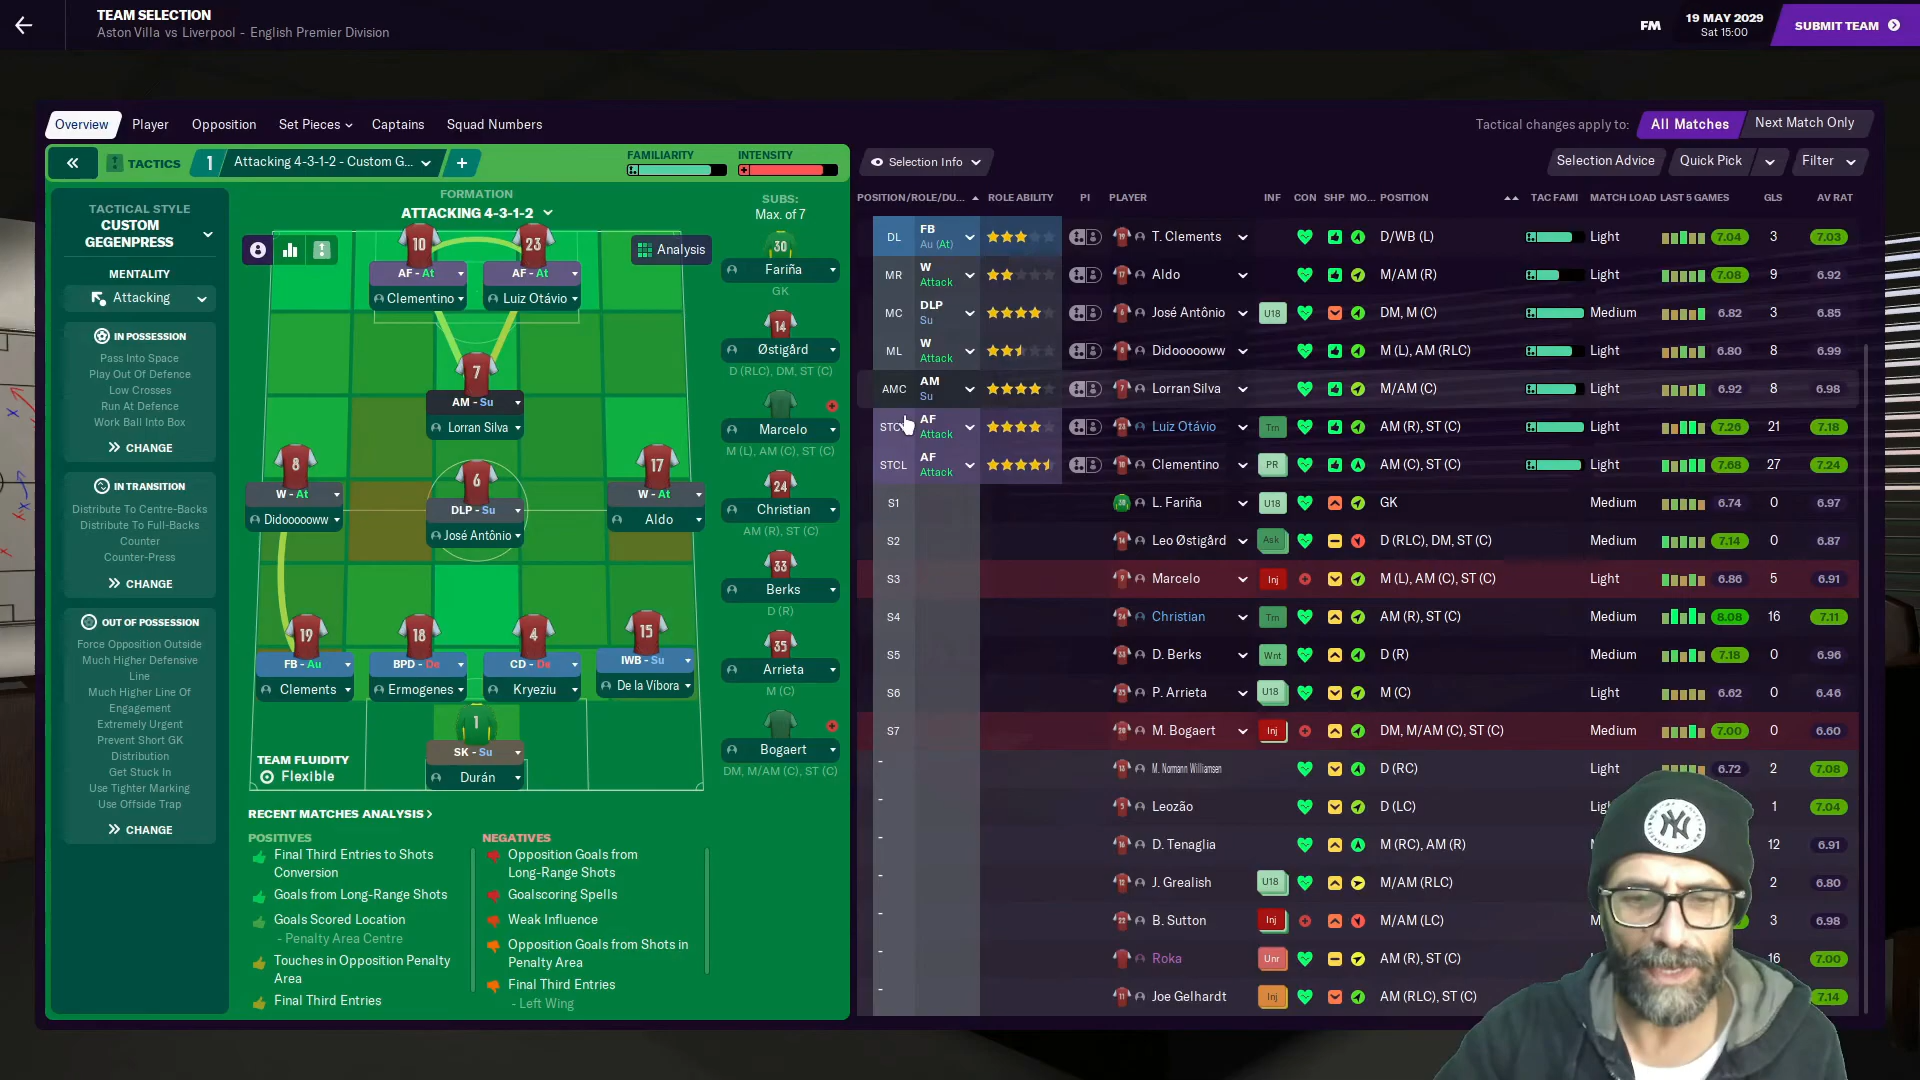 TEAM SELECTION
Aston Villa vs Liverpool - English Premier Division
FM
19 MAY 2029
Sat 15:00
SUBMIT TEAM
Overview
Player
Opposition
Set Pieces
Captains
Squad Numbers
Tactical changes apply to:
All Matches
Next Match Only
TACTICS
1
Attacking 4-3-1-2 - Custom G...
FAMILIARITY
INTENSITY
Selection Info
Selection Advice
Quick Pick
Filter
TACTICAL STYLE
CUSTOM
GEGENPRESS
MENTALITY
Attacking
IN POSSESSION
Pass Into Space
Play Out Of Defence
Low Crosses
Run At Defence
Work Ball Into Box
CHANGE
IN TRANSITION
Distribute To Centre-Backs
Distribute To Full-Backs
Counter
Counter-Press
CHANGE
OUT OF POSSESSION
Force Opposition Outside
Much Higher Defensive
Line
Much Higher Line Of
Engagement
Extremely Urgent
Prevent Short GK
Distribution
Get Stuck In
Use Tighter Marking
Use Offside Trap
CHANGE
FORMATION
ATTACKING 4-3-1-2
Analysis
10
AF - At
Clementino
23
AF - At
Luiz Otávio
7
AM - Su
Lorran Silva
8
W - At
Didoooooww
6
DLP - Su
José Antônio
17
W - At
Aldo
19
FB - Au
Clements
18
BPD - De
Ermogenes
4
CD - De
Kryeziu
15
IWB - Su
De la Víbora
1
SK - Su
Durán
TEAM FLUIDITY
Flexible
SUBS:
Max. of 7
30
Fariña
GK
14
Østigård
D (RLC), DM, ST (C)
Marcelo
M (L), AM (C), ST (C)
24
Christian
AM (R), ST (C)
33
Berks
D (R)
35
Arrieta
M (C)
Bogaert
DM, M/AM (C), ST (C)
RECENT MATCHES ANALYSIS
POSITIVES
Final Third Entries to Shots
Conversion
Goals from Long-Range Shots
Goals Scored Location
- Penalty Area Centre
Touches in Opposition Penalty
Area
Final Third Entries
NEGATIVES
Opposition Goals from
Long-Range Shots
Goalscoring Spells
Weak Influence
Opposition Goals from Shots in
Penalty Area
Final Third Entries
- Left Wing
POSITION/ROLE/DU... ROLE ABILITY PI PLAYER INF CON SHP MO... POSITION TAC FAMI MATCH LOAD LAST 5 GAMES GLS AV RAT
DL FB Au (At) T. Clements D/WB (L) Light 7.04 3 7.03
MR W Attack Aldo M/AM (R) Light 7.08 9 6.92
MC DLP Su José Antônio U18 DM, M (C) Medium 6.82 3 6.85
ML W Attack Didoooooww M (L), AM (RLC) Light 6.80 8 6.99
AMC AM Su Lorran Silva M/AM (C) Light 6.92 8 6.98
AF Attack Luiz Otávio Trn AM (R), ST (C) Light 7.26 21 7.18
STCL AF Attack Clementino PR AM (C), ST (C) Light 7.68 27 7.24
S1 L. Fariña U18 GK Medium 6.74 0 6.97
S2 Leo Østigård Ask D (RLC), DM, ST (C) Medium 7.14 0 6.87
S3 Marcelo Inj M (L), AM (C), ST (C) Light 6.86 5 6.91
S4 Christian Trn AM (R), ST (C) Medium 8.08 16 7.11
S5 D. Berks Wnt D (R) Medium 7.18 0 6.96
S6 P. Arrieta U18 M (C) Light 6.62 0 6.46
S7 M. Bogaert Inj DM, M/AM (C), ST (C) Medium 7.00 0 6.60
- M. Normann Williamsen D (RC) Light 6.72 2 7.08
- Leozão D (LC) 1 7.04
- D. Tenaglia M (RC), AM (R) 12 6.91
- J. Grealish U18 M/AM (RLC) 2 6.80
- B. Sutton Inj M/AM (LC) 3 6.98
- Roka Unr AM (R), ST (C) 16 7.00
- Joe Gelhardt Inj AM (RLC), ST (C) 7.14